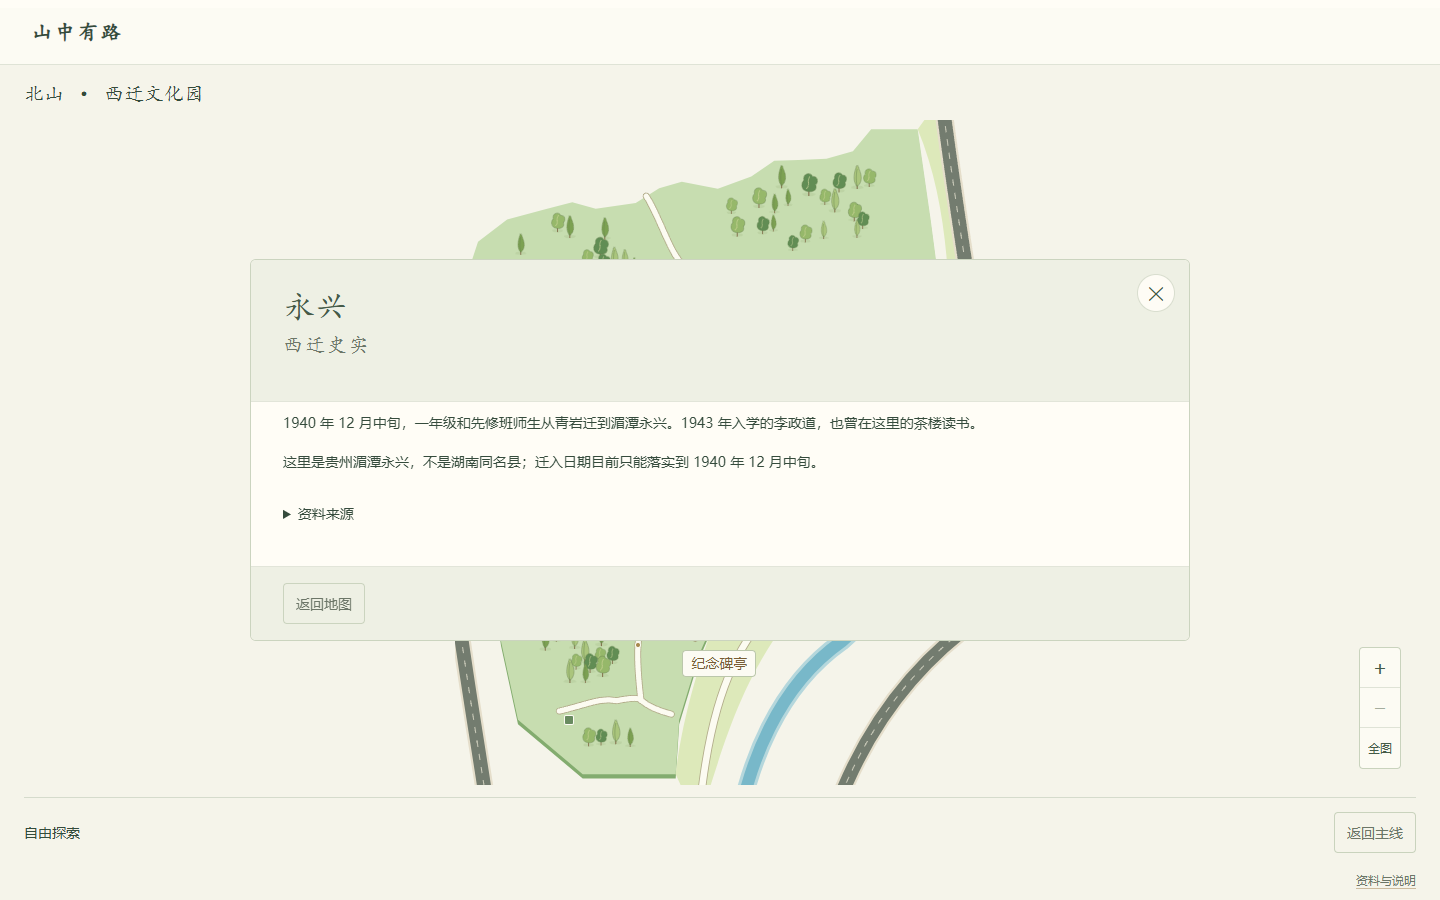 山中有路
北山 • 西迁文化园
永兴
西迁史实
1940 年 12 月中旬，一年级和先修班师生从青岩迁到湄潭永兴。1943 年入学的李政道，也曾在这里的茶楼读书。
这里是贵州湄潭永兴，不是湖南同名县；迁入日期目前只能落实到 1940 年 12 月中旬。
▶ 资料来源
返回地图
纪念碑亭
+
−
全图
自由探索
返回主线
资料与说明